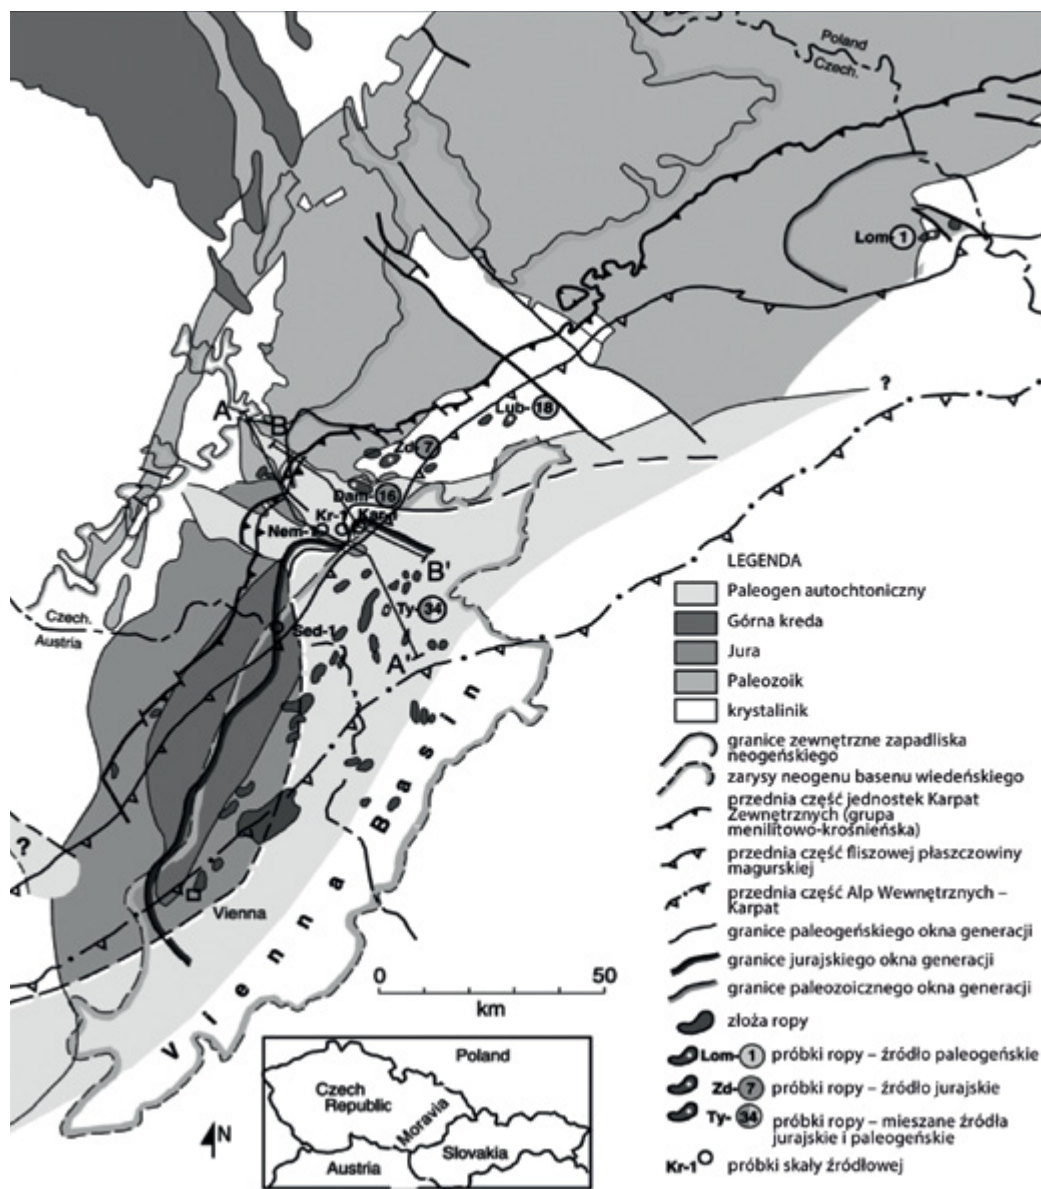 Poland
Czech.
Lom-1
?
A
B
Lub-18
Zd-7
Dam-16
Kr-1
Nem-1
B'
Ty-34
Czech.
Austria
Sed-1
A'
?
Vienna
Vienna Basin
0 50
km
N
Poland
Czech
Republic
Moravia
Slovakia
Austria
LEGENDA
Paleogen autochtoniczny
Górna kreda
Jura
Paleozoik
krystalinik
granice zewnętrzne zapadliska
neogeńskiego
zarysy neogenu basenu wiedeńskiego
przednia część jednostek Karpat
Zewnętrznych (grupa
menilitowo-krośnieńska)
przednia część fliszowej płaszczowiny
magurskiej
przednia część Alp Wewnętrznych –
Karpat
granice paleogeńskiego okna generacji
granice jurajskiego okna generacji
granice paleozoicznego okna generacji
złoża ropy
Lom-1 próbki ropy – źródło paleogeńskie
Zd-7 próbki ropy – źródło jurajskie
Ty-34 próbki ropy – mieszane źródła
jurajskie i paleogeńskie
Kr-1 próbki skały źródłowej